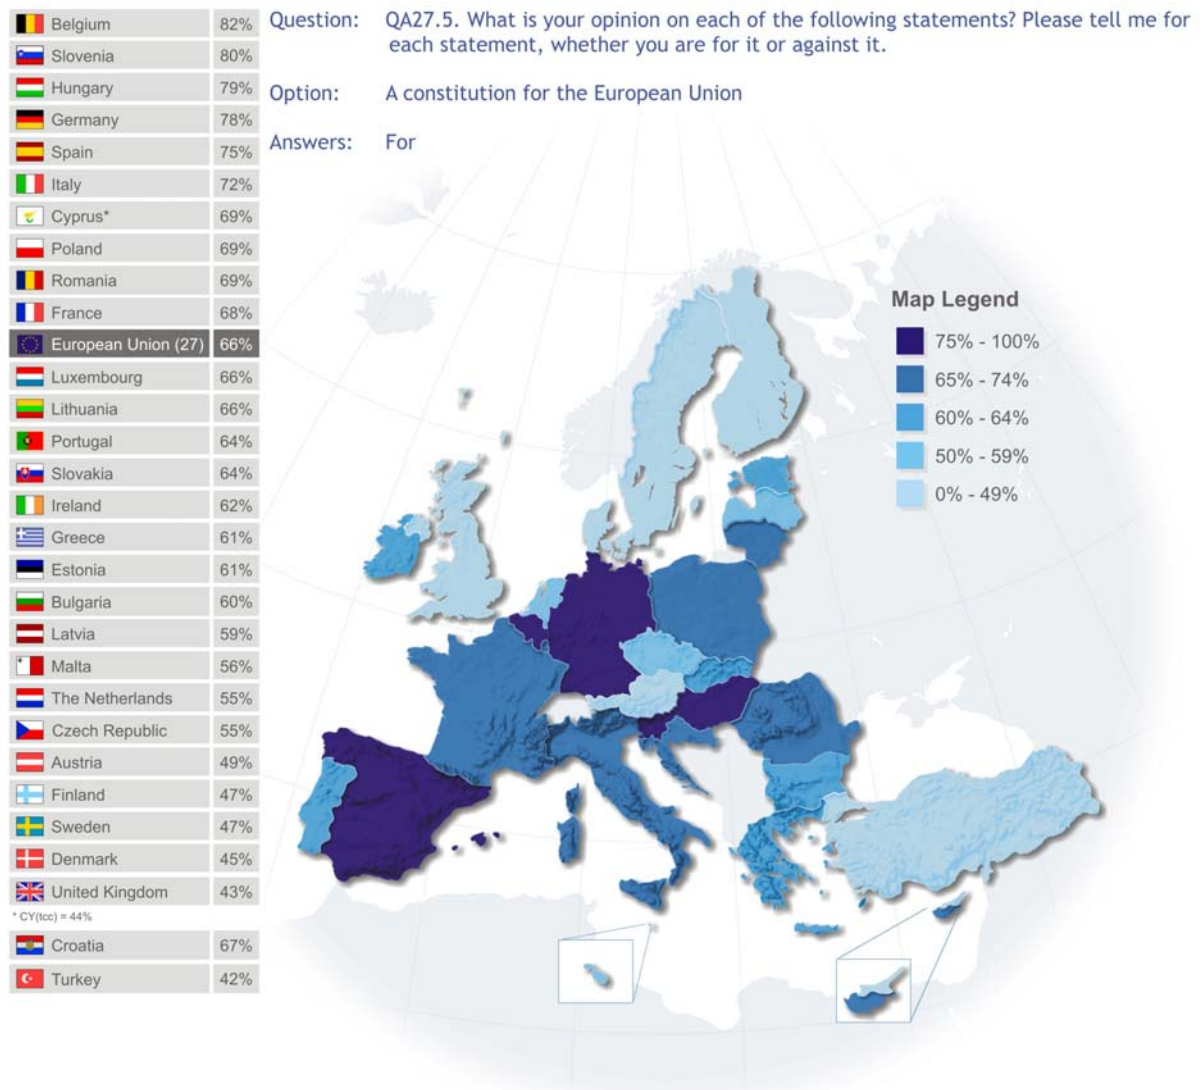 Question: QA27.5. What is your opinion on each of the following statements? Please tell me for
each statement, whether you are for it or against it.
Option: A constitution for the European Union
Answers: For
Belgium 82%
Slovenia 80%
Hungary 79%
Germany 78%
Spain 75%
Italy 72%
Cyprus* 69%
Poland 69%
Romania 69%
France 68%
European Union (27) 66%
Luxembourg 66%
Lithuania 66%
Portugal 64%
Slovakia 64%
Ireland 62%
Greece 61%
Estonia 61%
Bulgaria 60%
Latvia 59%
Malta 56%
The Netherlands 55%
Czech Republic 55%
Austria 49%
Finland 47%
Sweden 47%
Denmark 45%
United Kingdom 43%
* CY(tcc) = 44%
Croatia 67%
Turkey 42%
Map Legend
75% - 100%
65% - 74%
60% - 64%
50% - 59%
0% - 49%